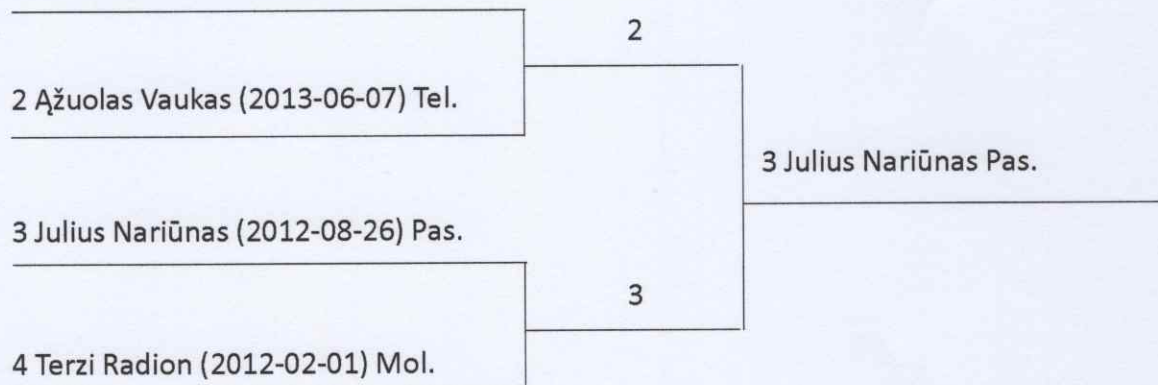 2
2 Ąžuolas Vaukas (2013-06-07) Tel.
3 Julius Nariūnas Pas.
3 Julius Nariūnas (2012-08-26) Pas.
3
4 Terzi Radion (2012-02-01) Mol.